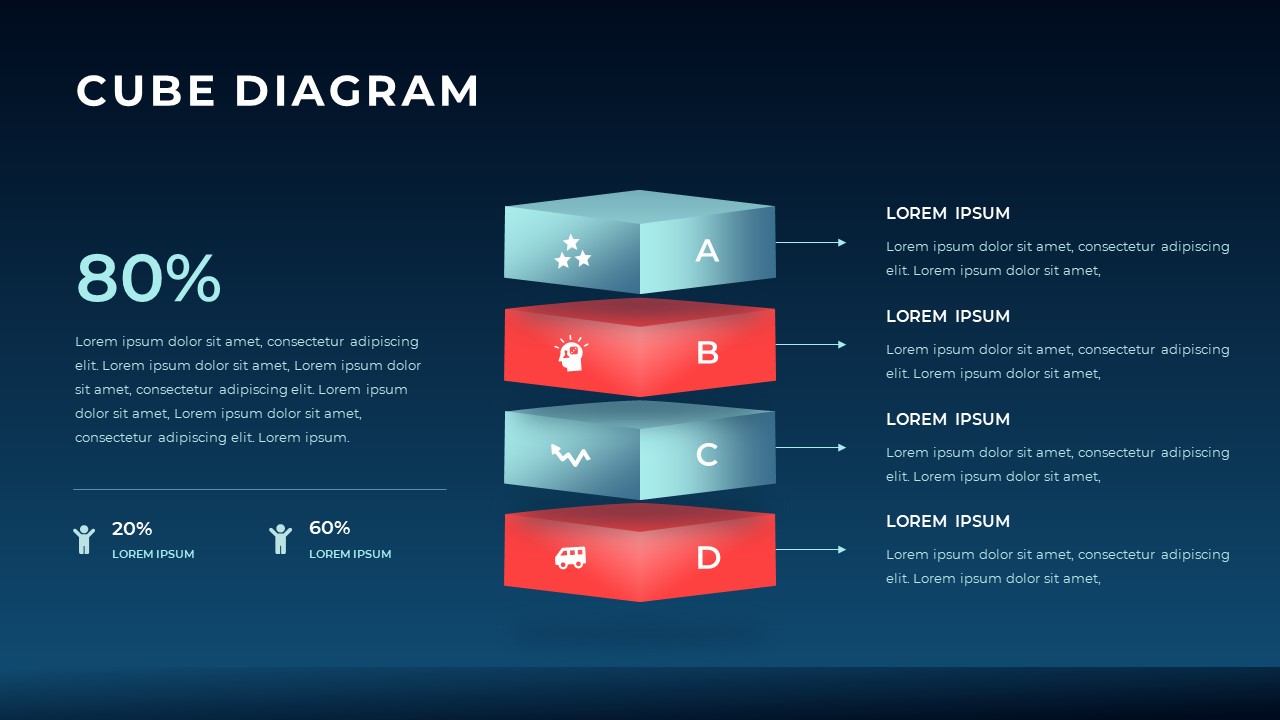 CUBE DIAGRAM
80%
Lorem ipsum dolor sit amet, consectetur adipiscing
elit. Lorem ipsum dolor sit amet, Lorem ipsum dolor
sit amet, consectetur adipiscing elit. Lorem ipsum
dolor sit amet, Lorem ipsum dolor sit amet,
consectetur adipiscing elit. Lorem ipsum.
20%
LOREM IPSUM
60%
LOREM IPSUM
A
B
C
D
LOREM IPSUM
Lorem ipsum dolor sit amet, consectetur adipiscing
elit. Lorem ipsum dolor sit amet,
LOREM IPSUM
Lorem ipsum dolor sit amet, consectetur adipiscing
elit. Lorem ipsum dolor sit amet,
LOREM IPSUM
Lorem ipsum dolor sit amet, consectetur adipiscing
elit. Lorem ipsum dolor sit amet,
LOREM IPSUM
Lorem ipsum dolor sit amet, consectetur adipiscing
elit. Lorem ipsum dolor sit amet,